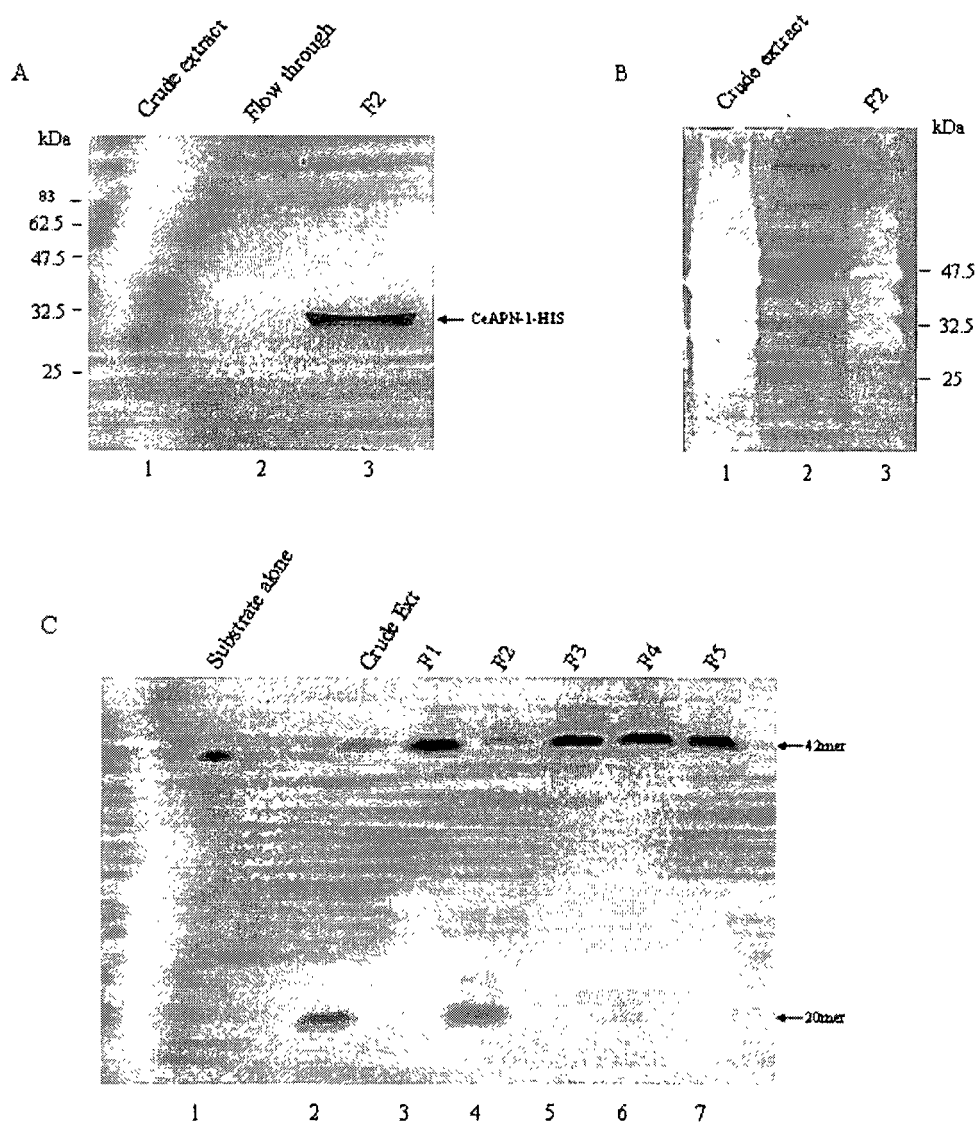 A
Crude extract
Flow through
F2
kDa
83
62.5
47.5
32.5
25
CeAPN-1-HIS
1 2 3
B
Crude extract
F2
kDa
47.5
32.5
25
1 2 3
C
Substrate alone
Crude Ext
F1
F2
F3
F4
F5
42mer
20mer
1 2 3 4 5 6 7